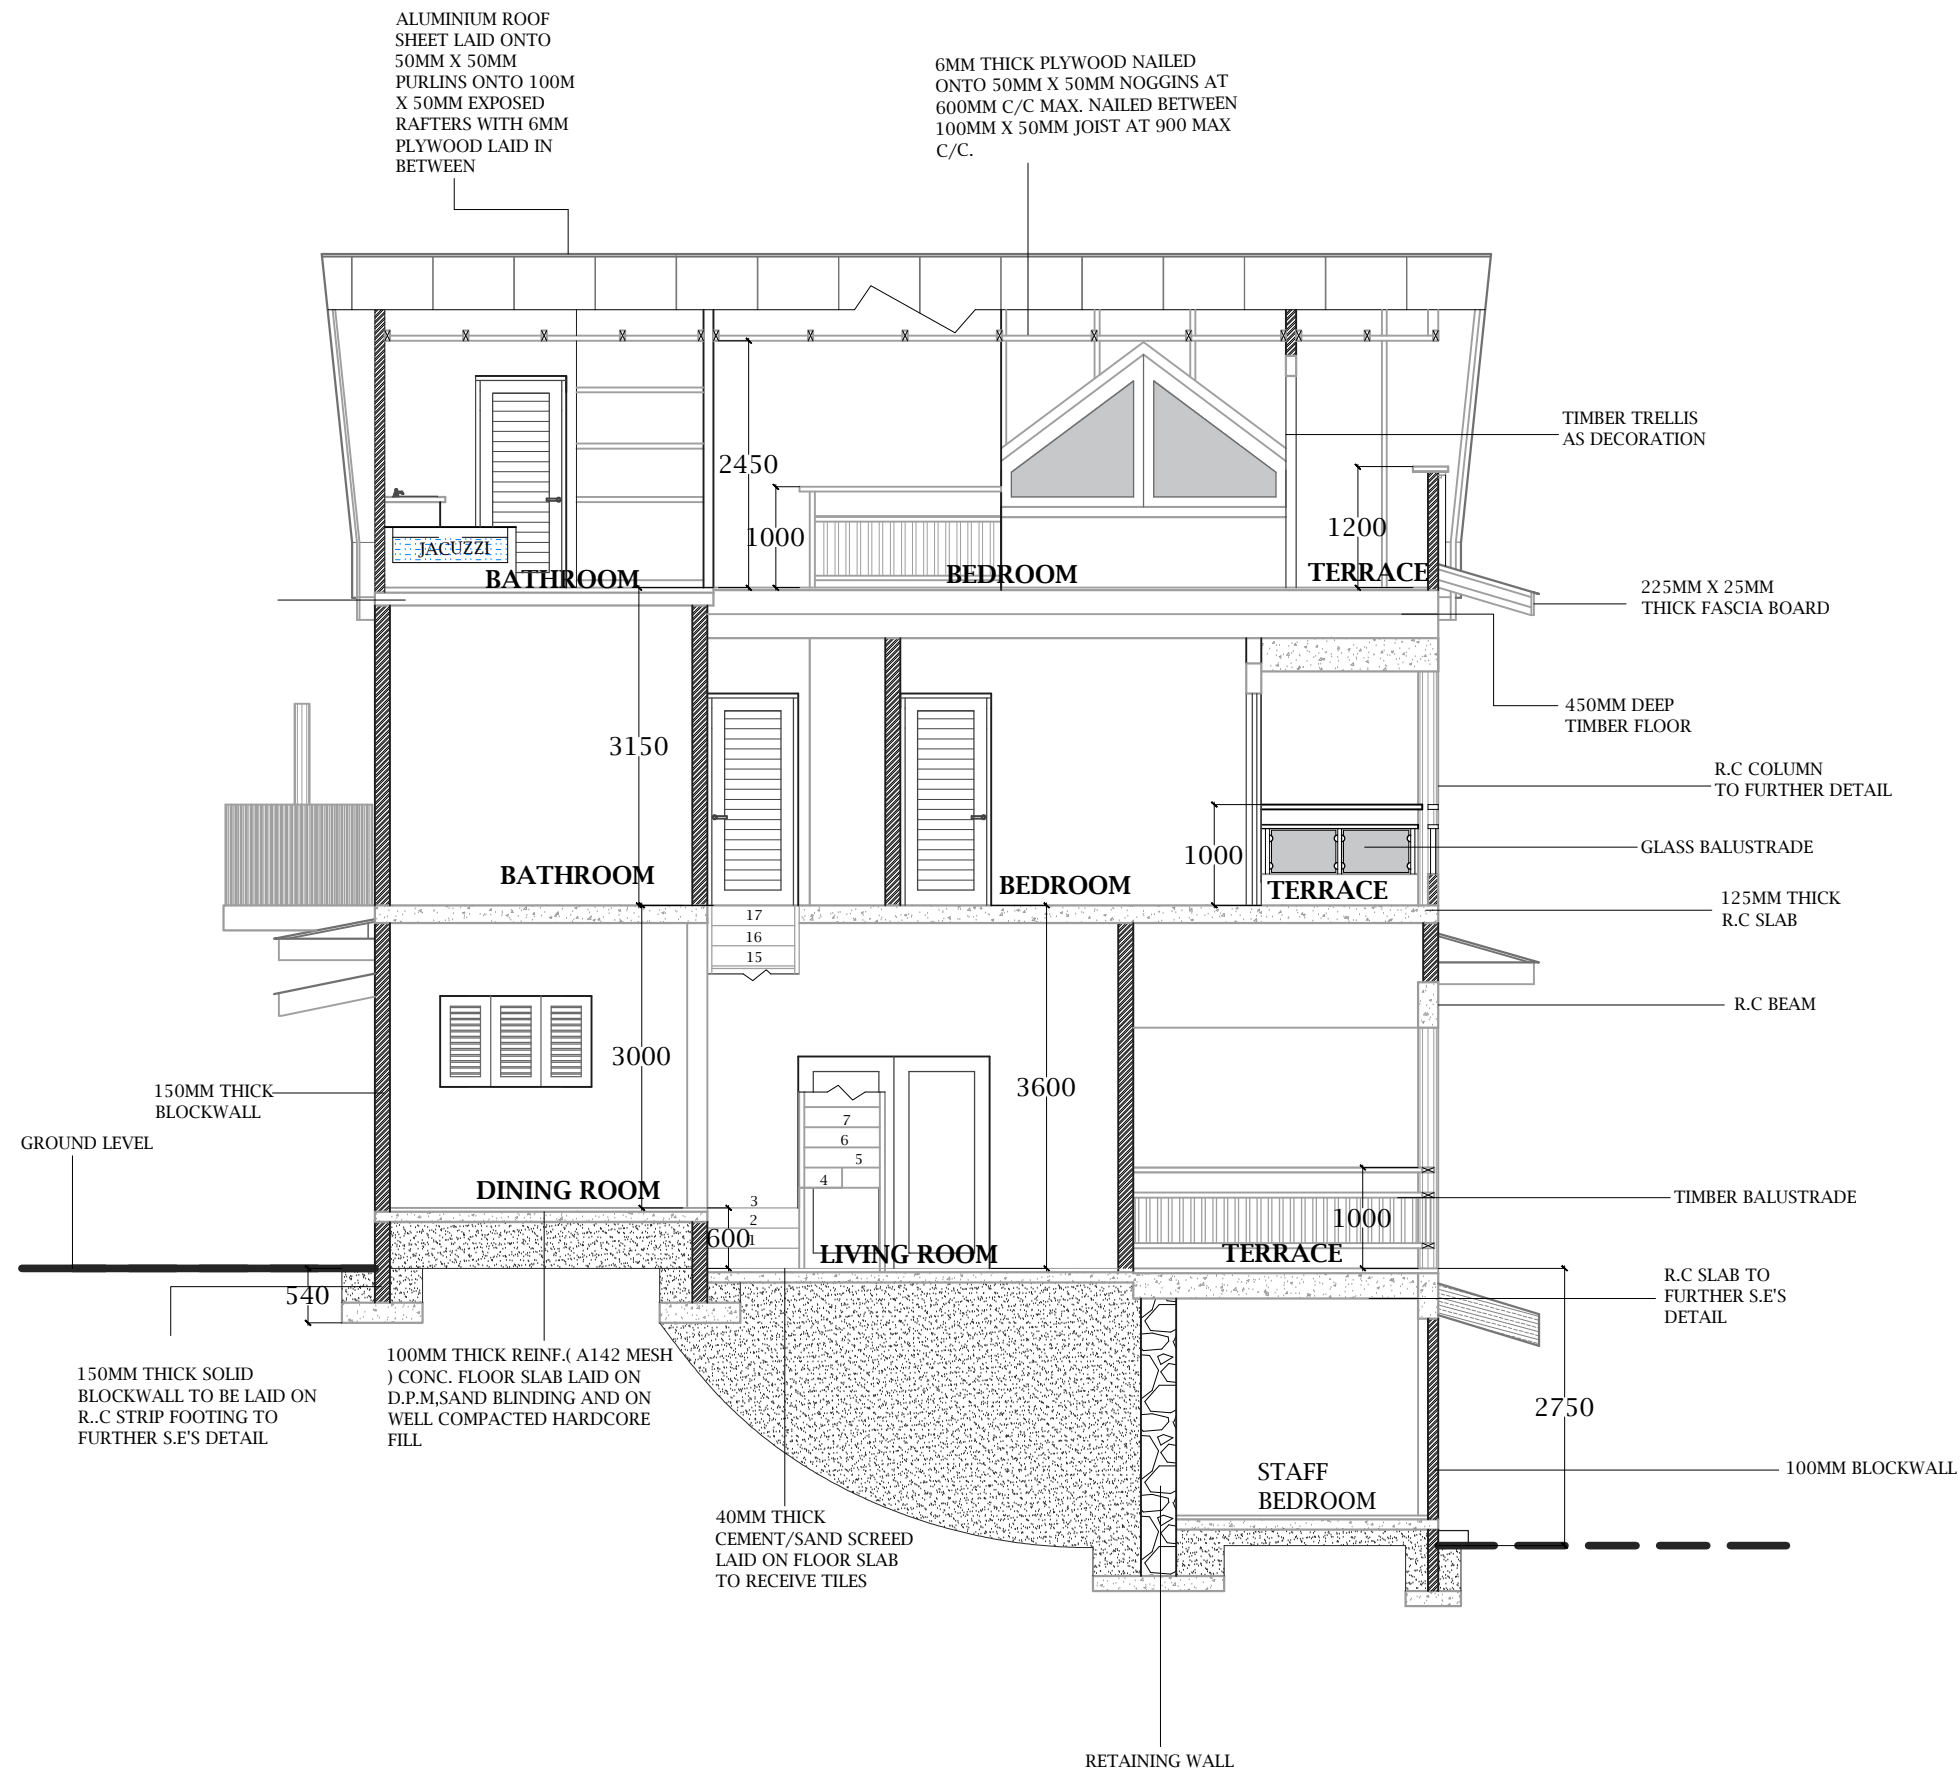 ALUMINIUM ROOF
SHEET LAID ONTO
50MM X 50MM
PURLINS ONTO 100M
X 50MM EXPOSED
RAFTERS WITH 6MM
PLYWOOD LAID IN
BETWEEN
6MM THICK PLYWOOD NAILED
ONTO 50MM X 50MM NOGGINS AT
600MM C/C MAX. NAILED BETWEEN
100MM X 50MM JOIST AT 900 MAX
C/C.
TIMBER TRELLIS
AS DECORATION
2450
1000
1200
JACUZZI
BATHROOM
BEDROOM
TERRACE
225MM X 25MM
THICK FASCIA BOARD
450MM DEEP
TIMBER FLOOR
3150
R.C COLUMN
TO FURTHER DETAIL
GLASS BALUSTRADE
1000
BATHROOM
BEDROOM
TERRACE
125MM THICK
R.C SLAB
17
16
15
R.C BEAM
3000
3600
150MM THICK
BLOCKWALL
GROUND LEVEL
7
6
5
4
3
2
1
DINING ROOM
TIMBER BALUSTRADE
1000
600
LIVING ROOM
TERRACE
540
R.C SLAB TO
FURTHER S.E'S
DETAIL
150MM THICK SOLID
BLOCKWALL TO BE LAID ON
R..C STRIP FOOTING TO
FURTHER S.E'S DETAIL
100MM THICK REINF.( A142 MESH
) CONC. FLOOR SLAB LAID ON
D.P.M,SAND BLINDING AND ON
WELL COMPACTED HARDCORE
FILL
2750
STAFF
BEDROOM
100MM BLOCKWALL
40MM THICK
CEMENT/SAND SCREED
LAID ON FLOOR SLAB
TO RECEIVE TILES
RETAINING WALL